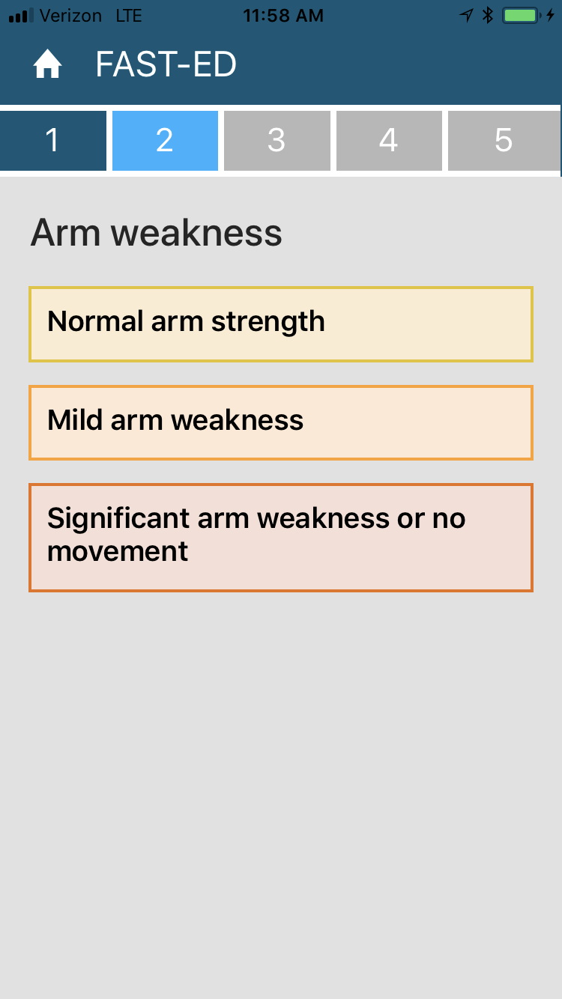 Verizon LTE 11:58 AM
FAST-ED
1 2 3 4 5
Arm weakness
Normal arm strength
Mild arm weakness
Significant arm weakness or no
movement